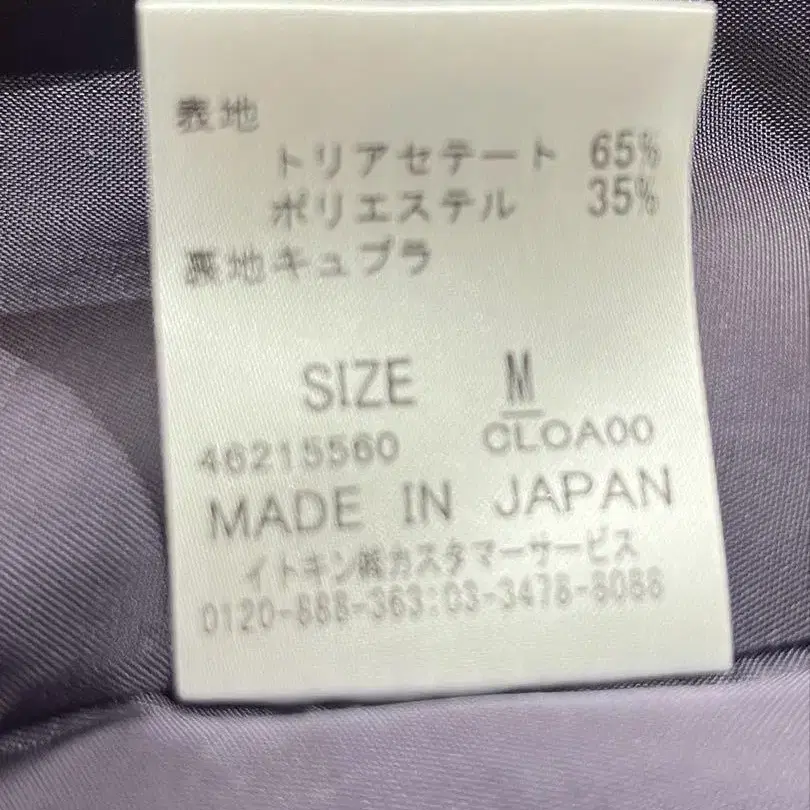 表地
トリアセテート 65%
ポリエステル 35%
裏地キュプラ
SIZE M
46215560 CLOA00
MADE IN JAPAN
イトキン㈱カスタマーサービス
0120-888-363:03-3478-8088